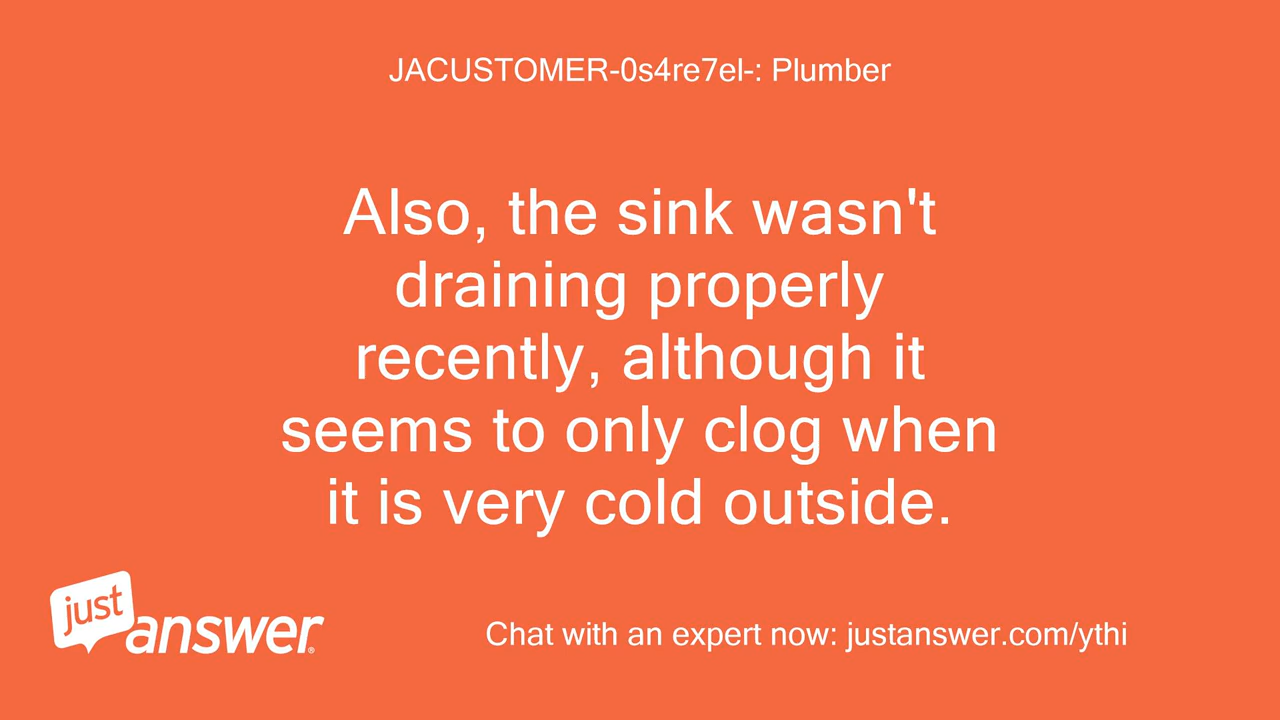 JACUSTOMER-0s4re7el-: Plumber
Also, the sink wasn't
draining properly
recently, although it
seems to only clog when
it is very cold outside.
just
answer®
Chat with an expert now: justanswer.com/ythi